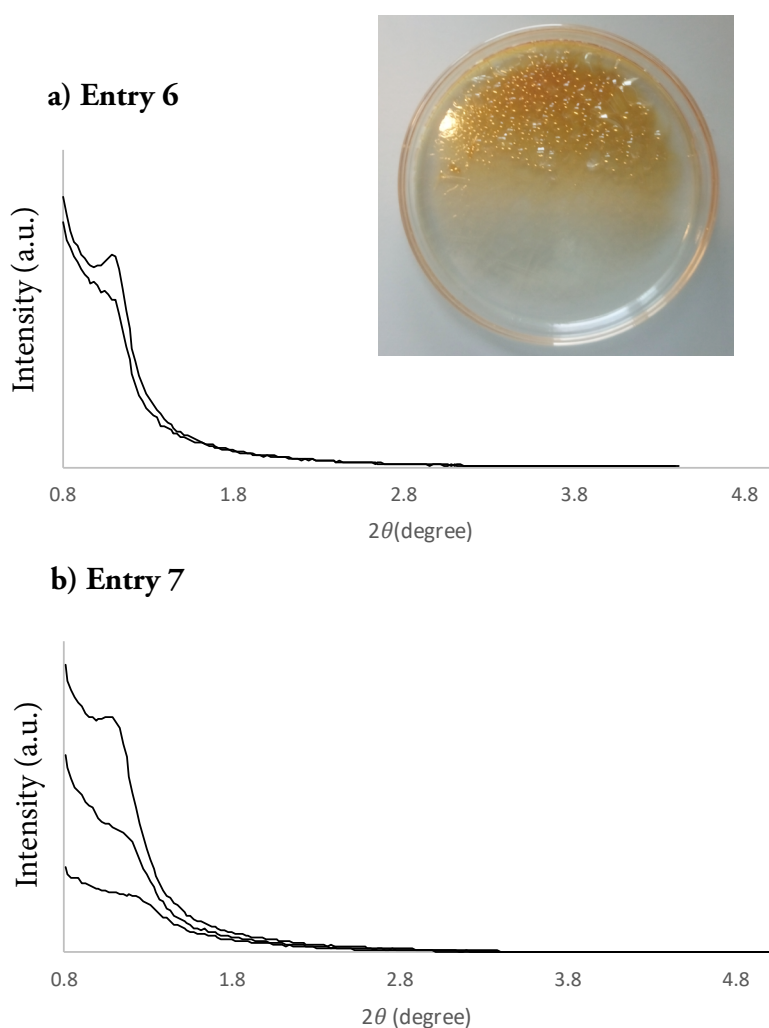 a) Entry 6
Intensity (a.u.)
0.8 1.8 2.8 3.8 4.8
2θ(degree)
b) Entry 7
Intensity (a.u.)
0.8 1.8 2.8 3.8 4.8
2θ (degree)